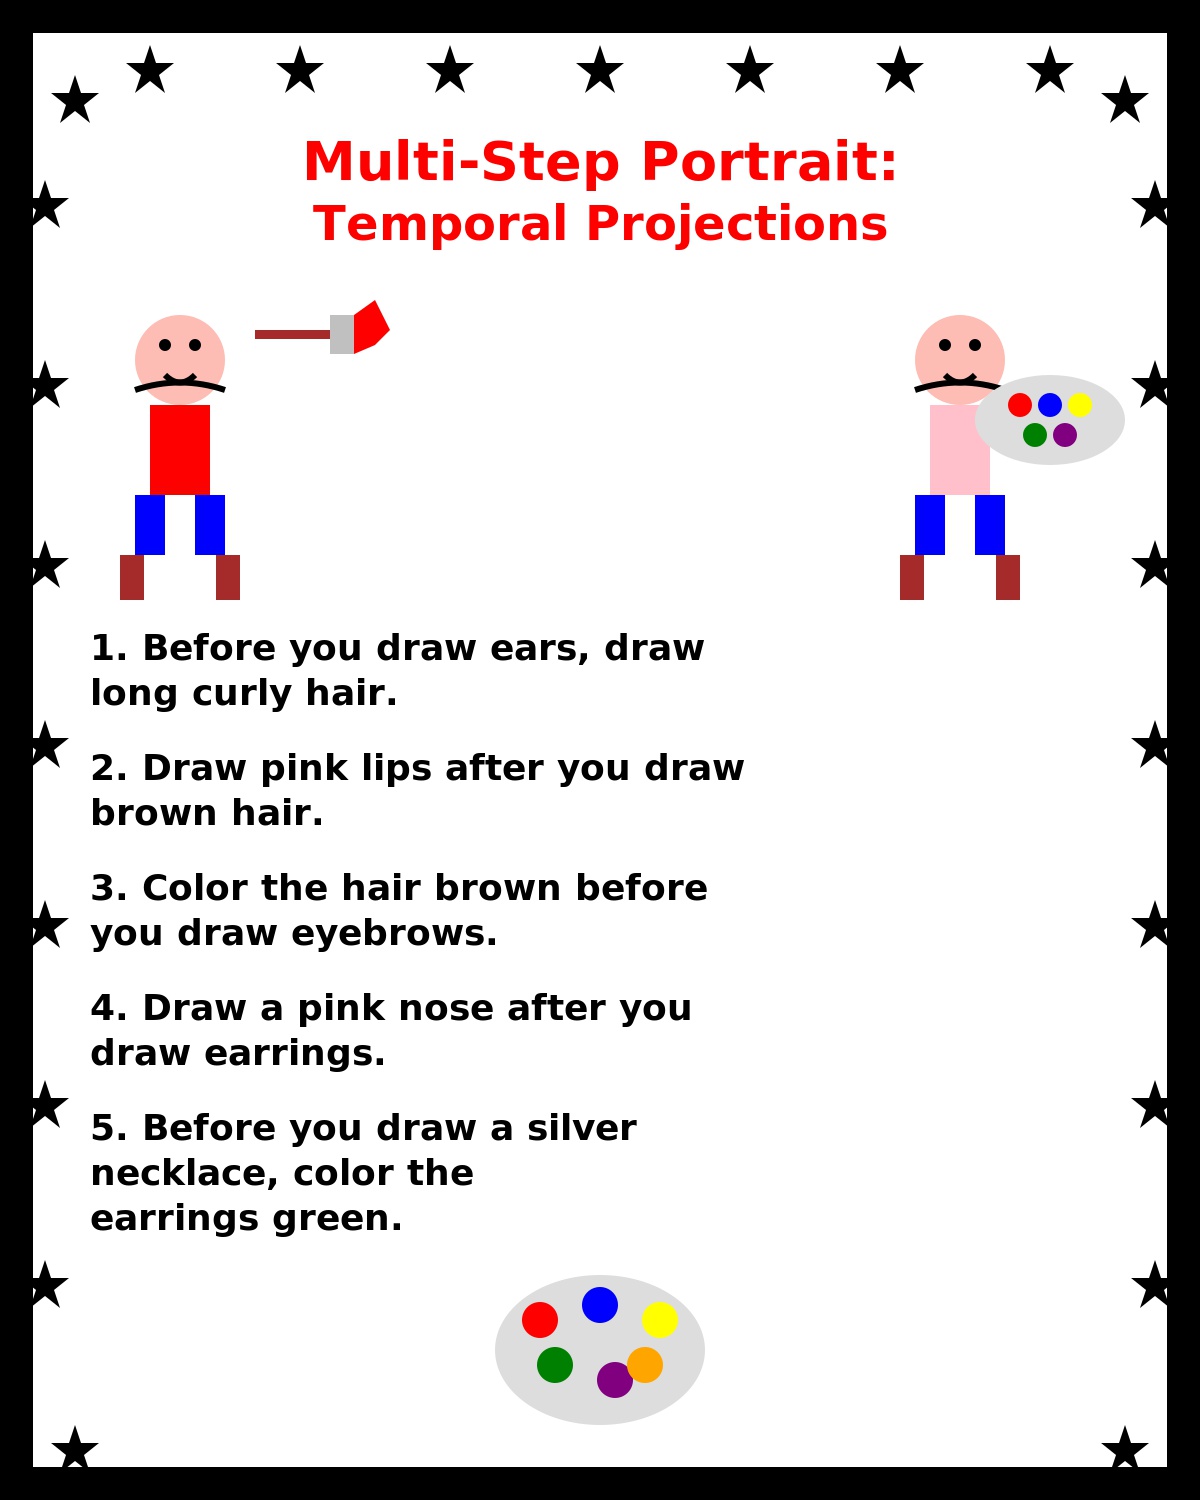 Multi-Step Portrait:
Temporal Projections
1. Before you draw ears, draw
long curly hair.
2. Draw pink lips after you draw
brown hair.
3. Color the hair brown before
you draw eyebrows.
4. Draw a pink nose after you
draw earrings.
5. Before you draw a silver
necklace, color the
earrings green.